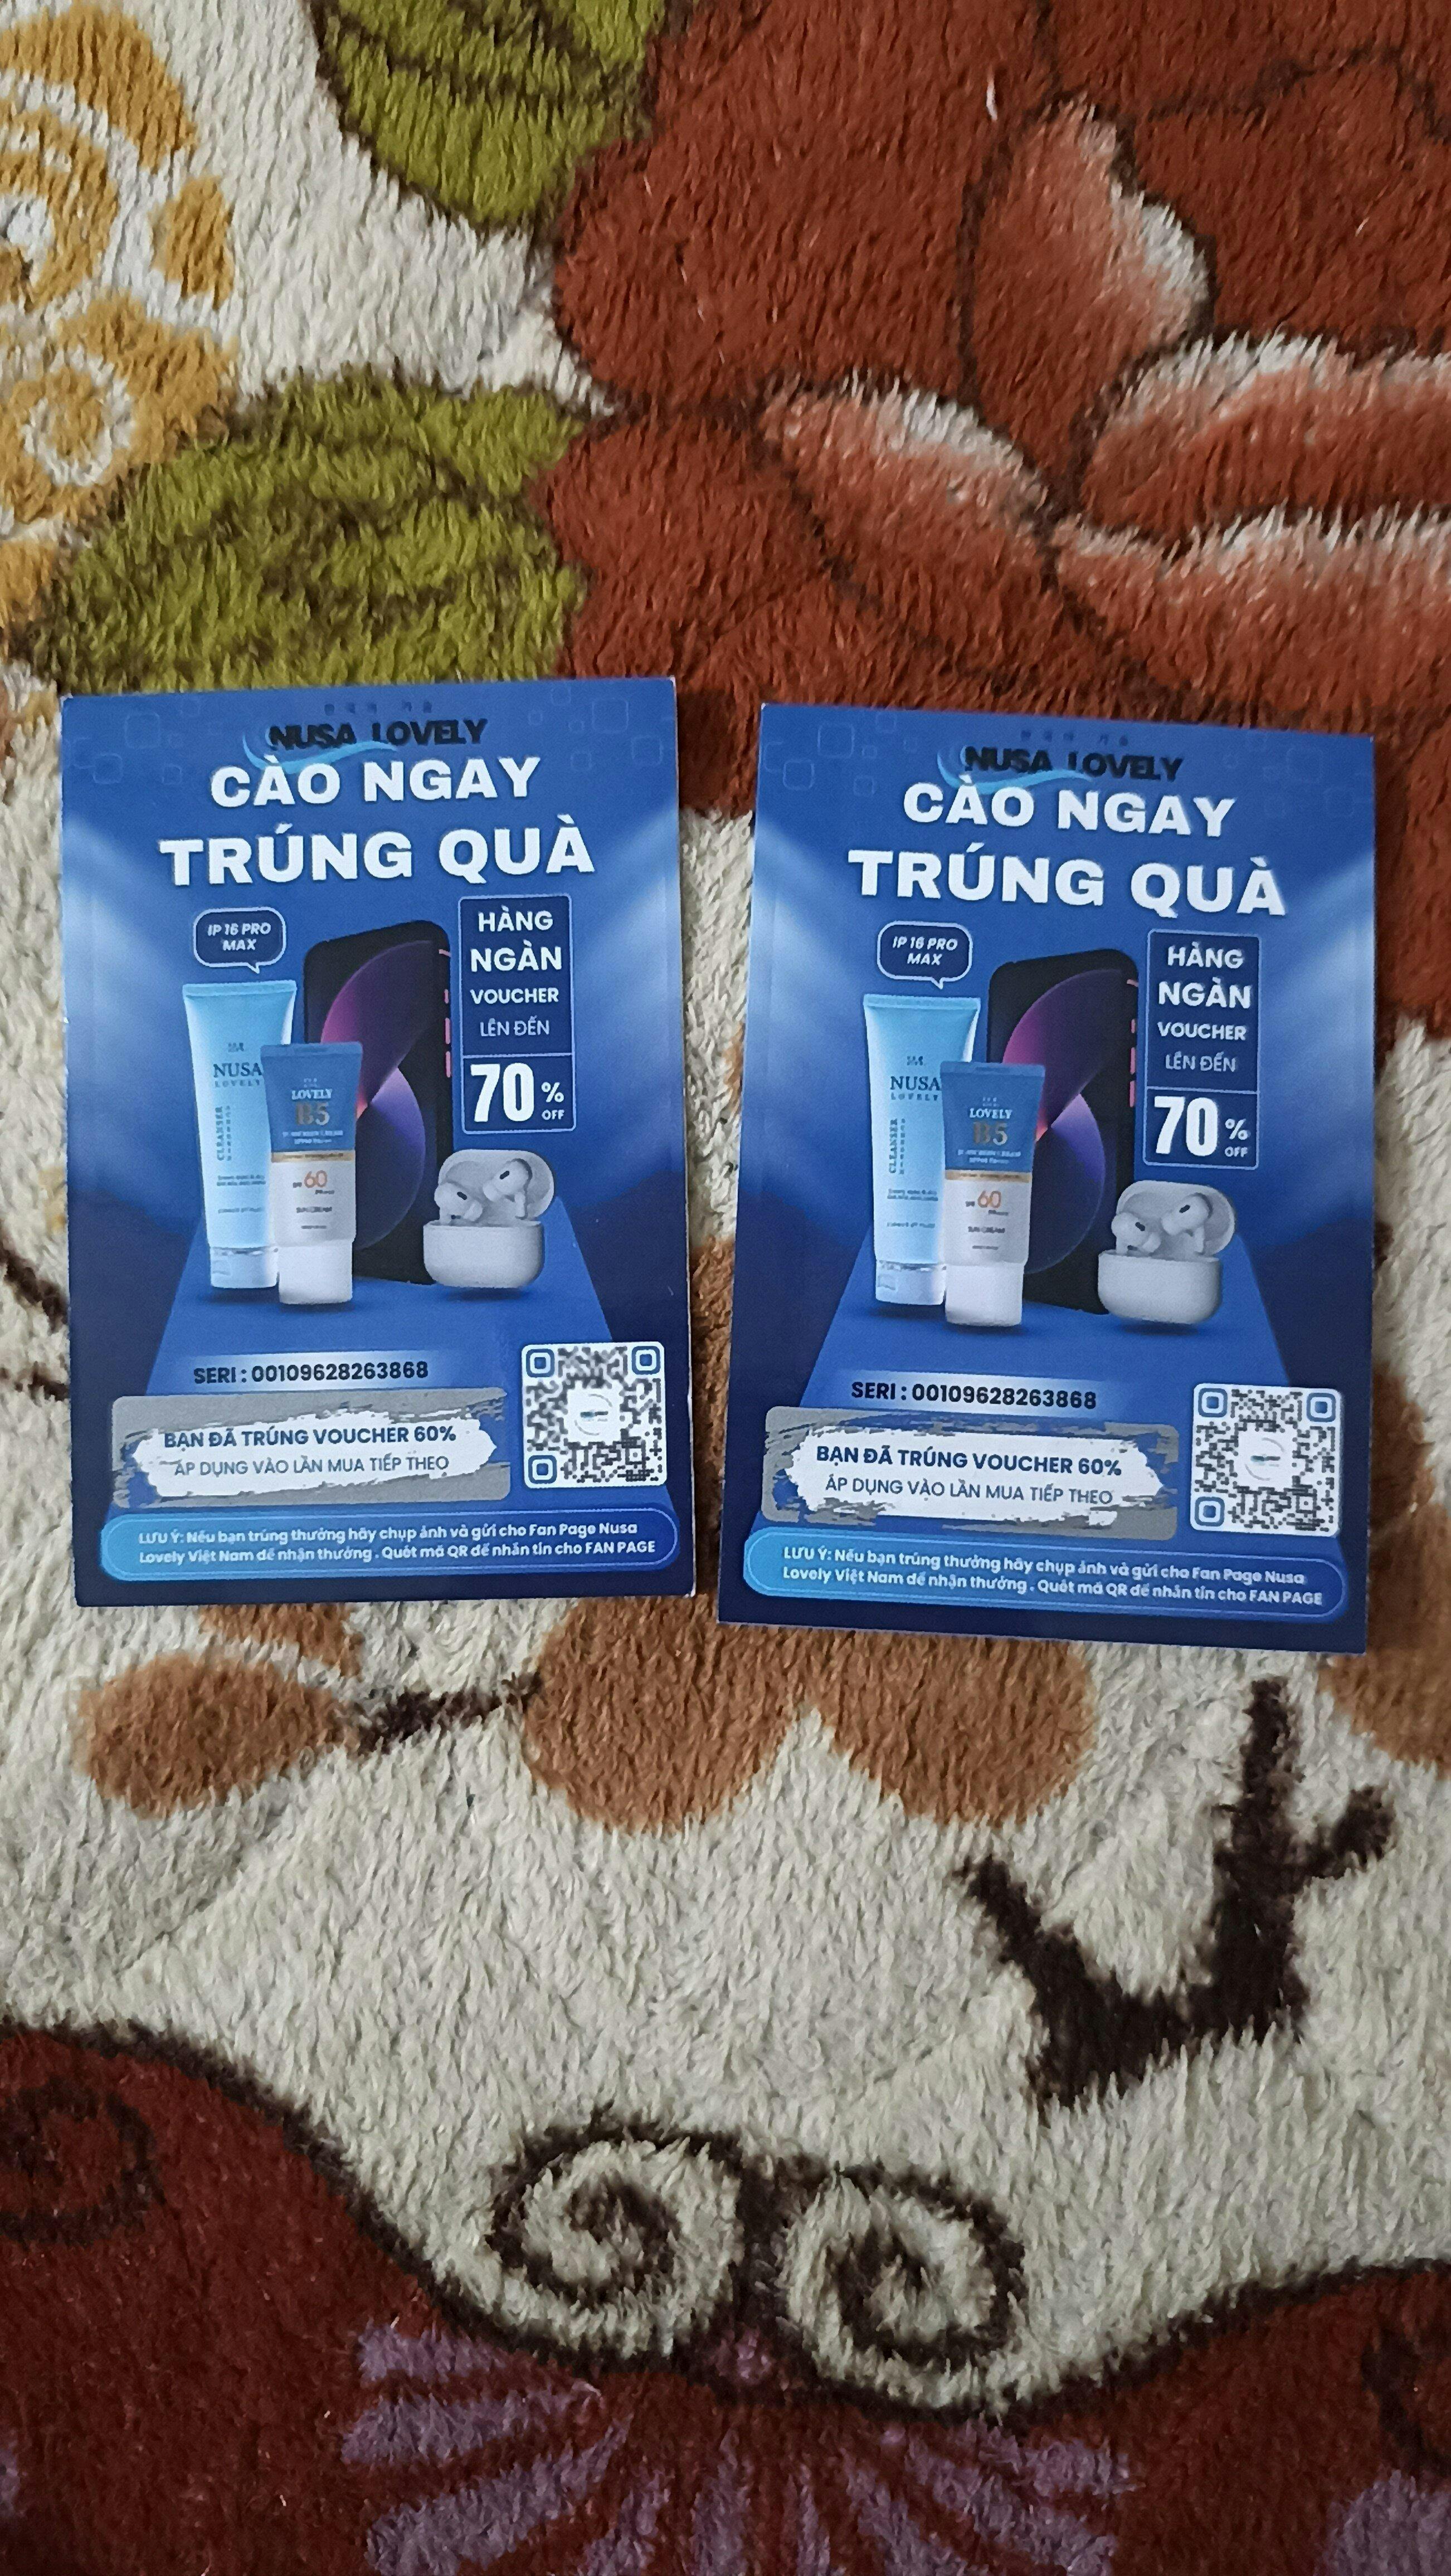 NUSA LOVELY
CÀO NGAY
TRÚNG QUÀ
IP 16 PRO
MAX
HÀNG
NGÀN
VOUCHER
LÊN ĐẾN
70%
OFF
NUSA
LOVELY
CLEANSER
LOVELY
B5
60
SUN CREAM
SERI : 00109628263868
BẠN ĐÃ TRÚNG VOUCHER 60%
ÁP DỤNG VÀO LẦN MUA TIẾP THEO
LƯU Ý: Nếu bạn trúng thưởng hãy chụp ảnh và gửi cho Fan Page Nusa
Lovely Việt Nam để nhận thưởng . Quét mã QR để nhắn tin cho FAN PAGE
NUSA LOVELY
CÀO NGAY
TRÚNG QUÀ
IP 16 PRO
MAX
HÀNG
NGÀN
VOUCHER
LÊN ĐẾN
70%
OFF
NUSA
LOVELY
CLEANSER
LOVELY
B5
60
SUN CREAM
SERI : 00109628263868
BẠN ĐÃ TRÚNG VOUCHER 60%
ÁP DỤNG VÀO LẦN MUA TIẾP THEO
LƯU Ý: Nếu bạn trúng thưởng hãy chụp ảnh và gửi cho Fan Page Nusa
Lovely Việt Nam để nhận thưởng . Quét mã QR để nhắn tin cho FAN PAGE